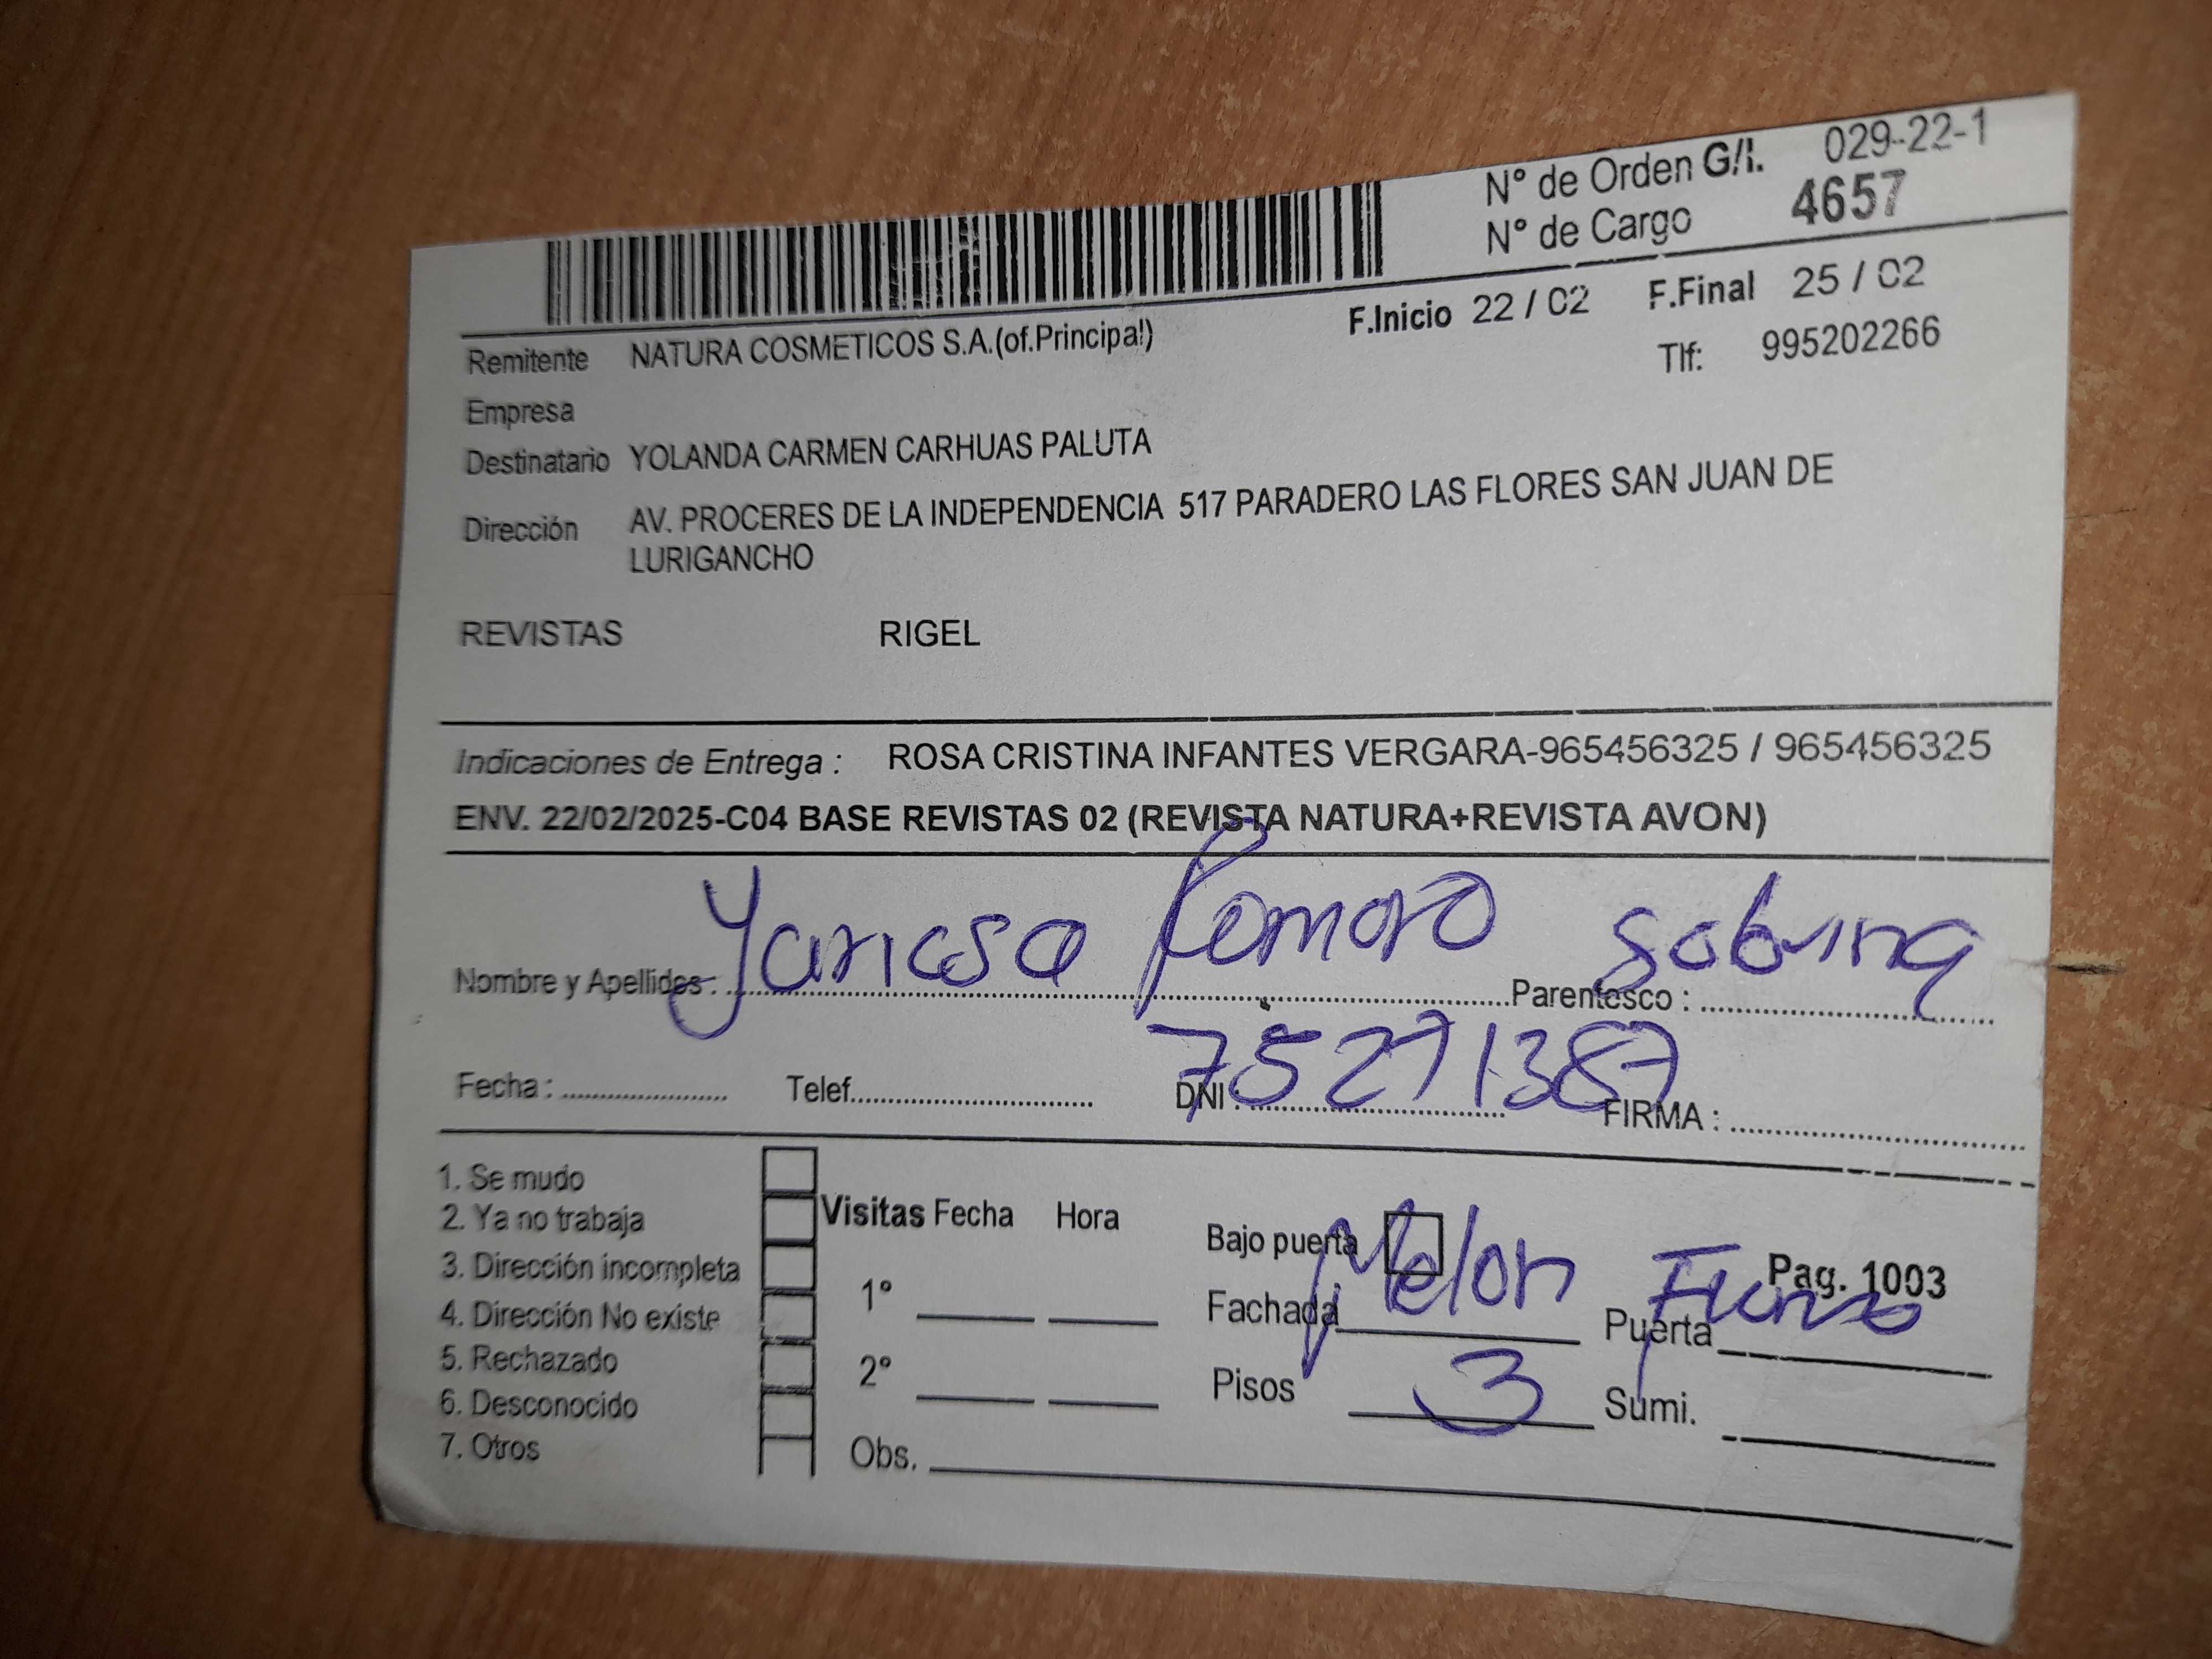 N° de Orden G/I. 029-22-1
N° de Cargo 4657
F.Inicio 22 / 02 F.Final 25 / 02
Remitente NATURA COSMETICOS S.A.(of.Principal) Tlf: 995202266
Empresa
Destinatario YOLANDA CARMEN CARHUAS PALUTA
Dirección AV. PROCERES DE LA INDEPENDENCIA 517 PARADERO LAS FLORES SAN JUAN DE
LURIGANCHO
REVISTAS RIGEL
Indicaciones de Entrega : ROSA CRISTINA INFANTES VERGARA-965456325 / 965456325
ENV. 22/02/2025-C04 BASE REVISTAS 02 (REVISTA NATURA+REVISTA AVON)
Nombre y Apellidos : Parentesco : Sobrina
Fecha : Telef. DNI : 75271387 FIRMA :
1. Se mudo
2. Ya no trabaja
3. Dirección incompleta
4. Dirección No existe
5. Rechazado
6. Desconocido
7. Otros
Visitas Fecha Hora
1°
2°
Obs.
Bajo puerta Pag. 1003
Fachada Melon Puerta
Pisos 3 Sumi.